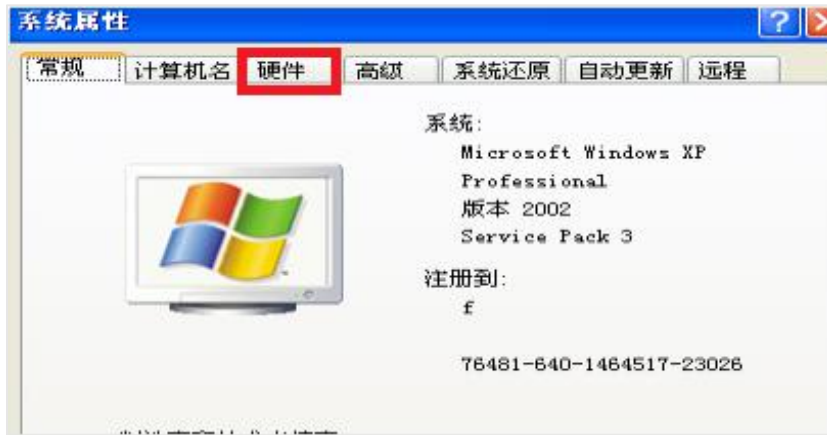 系统属性
常规 计算机名 硬件 高级 系统还原 自动更新 远程
系统:
Microsoft Windows XP
Professional
版本 2002
Service Pack 3
注册到:
f
76481-640-1464517-23026